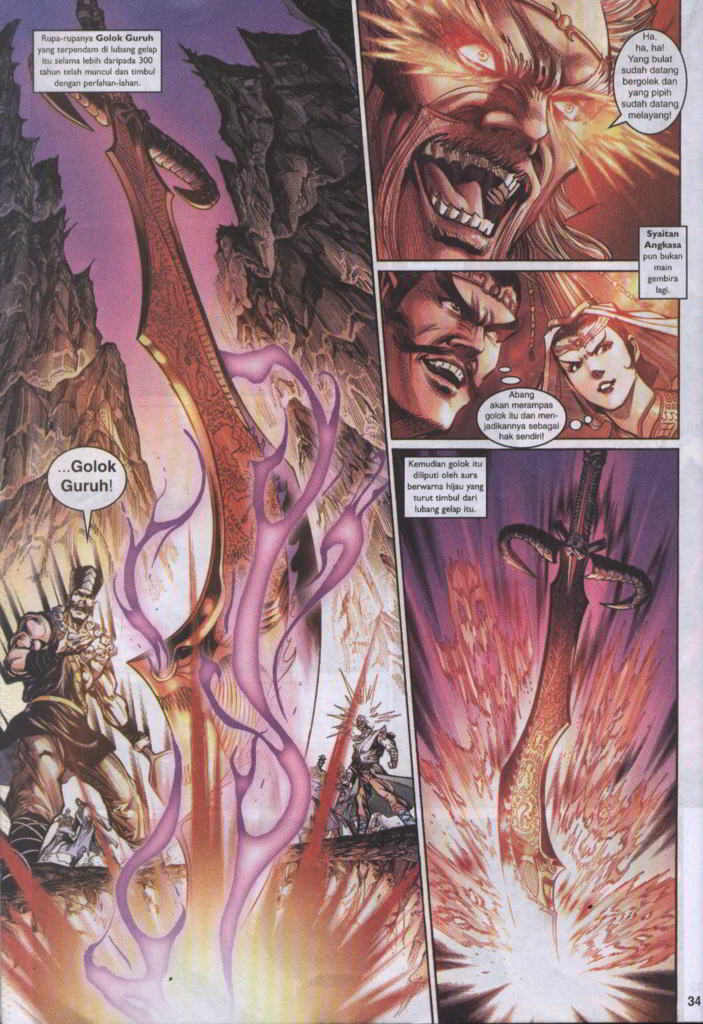 Rupa-rupanya Golok Guruh
yang terpendam di lubang gelap
itu selama lebih daripada 300
tahun telah muncul dan timbul
dengan perlahan-lahan.
...Golok
Guruh!
Ha,
ha, ha!
Yang bulat
sudah datang
bergolek dan
yang pipih
sudah datang
melayang!
Syaitan
Angkasa
pun bukan
main
gembira
lagi.
Abang
akan merampas
golok itu dan men-
jadikannya sebagai
hak sendiri!
Kemudian golok itu
diliputi oleh aura
berwarna hijau yang
turut timbul dari
lubang gelap itu.
34